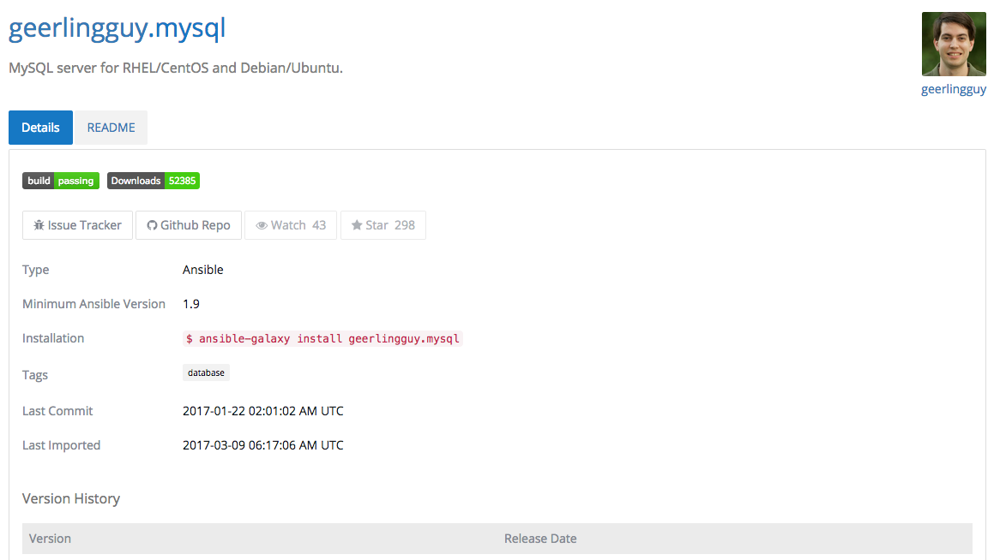 geerlingguy.mysql
MySQL server for RHEL/CentOS and Debian/Ubuntu.
geerlingguy
Details README
build passing Downloads 52385
Issue Tracker Github Repo Watch 43 Star 298
Type Ansible
Minimum Ansible Version 1.9
Installation $ ansible-galaxy install geerlingguy.mysql
Tags database
Last Commit 2017-01-22 02:01:02 AM UTC
Last Imported 2017-03-09 06:17:06 AM UTC
Version History
Version Release Date